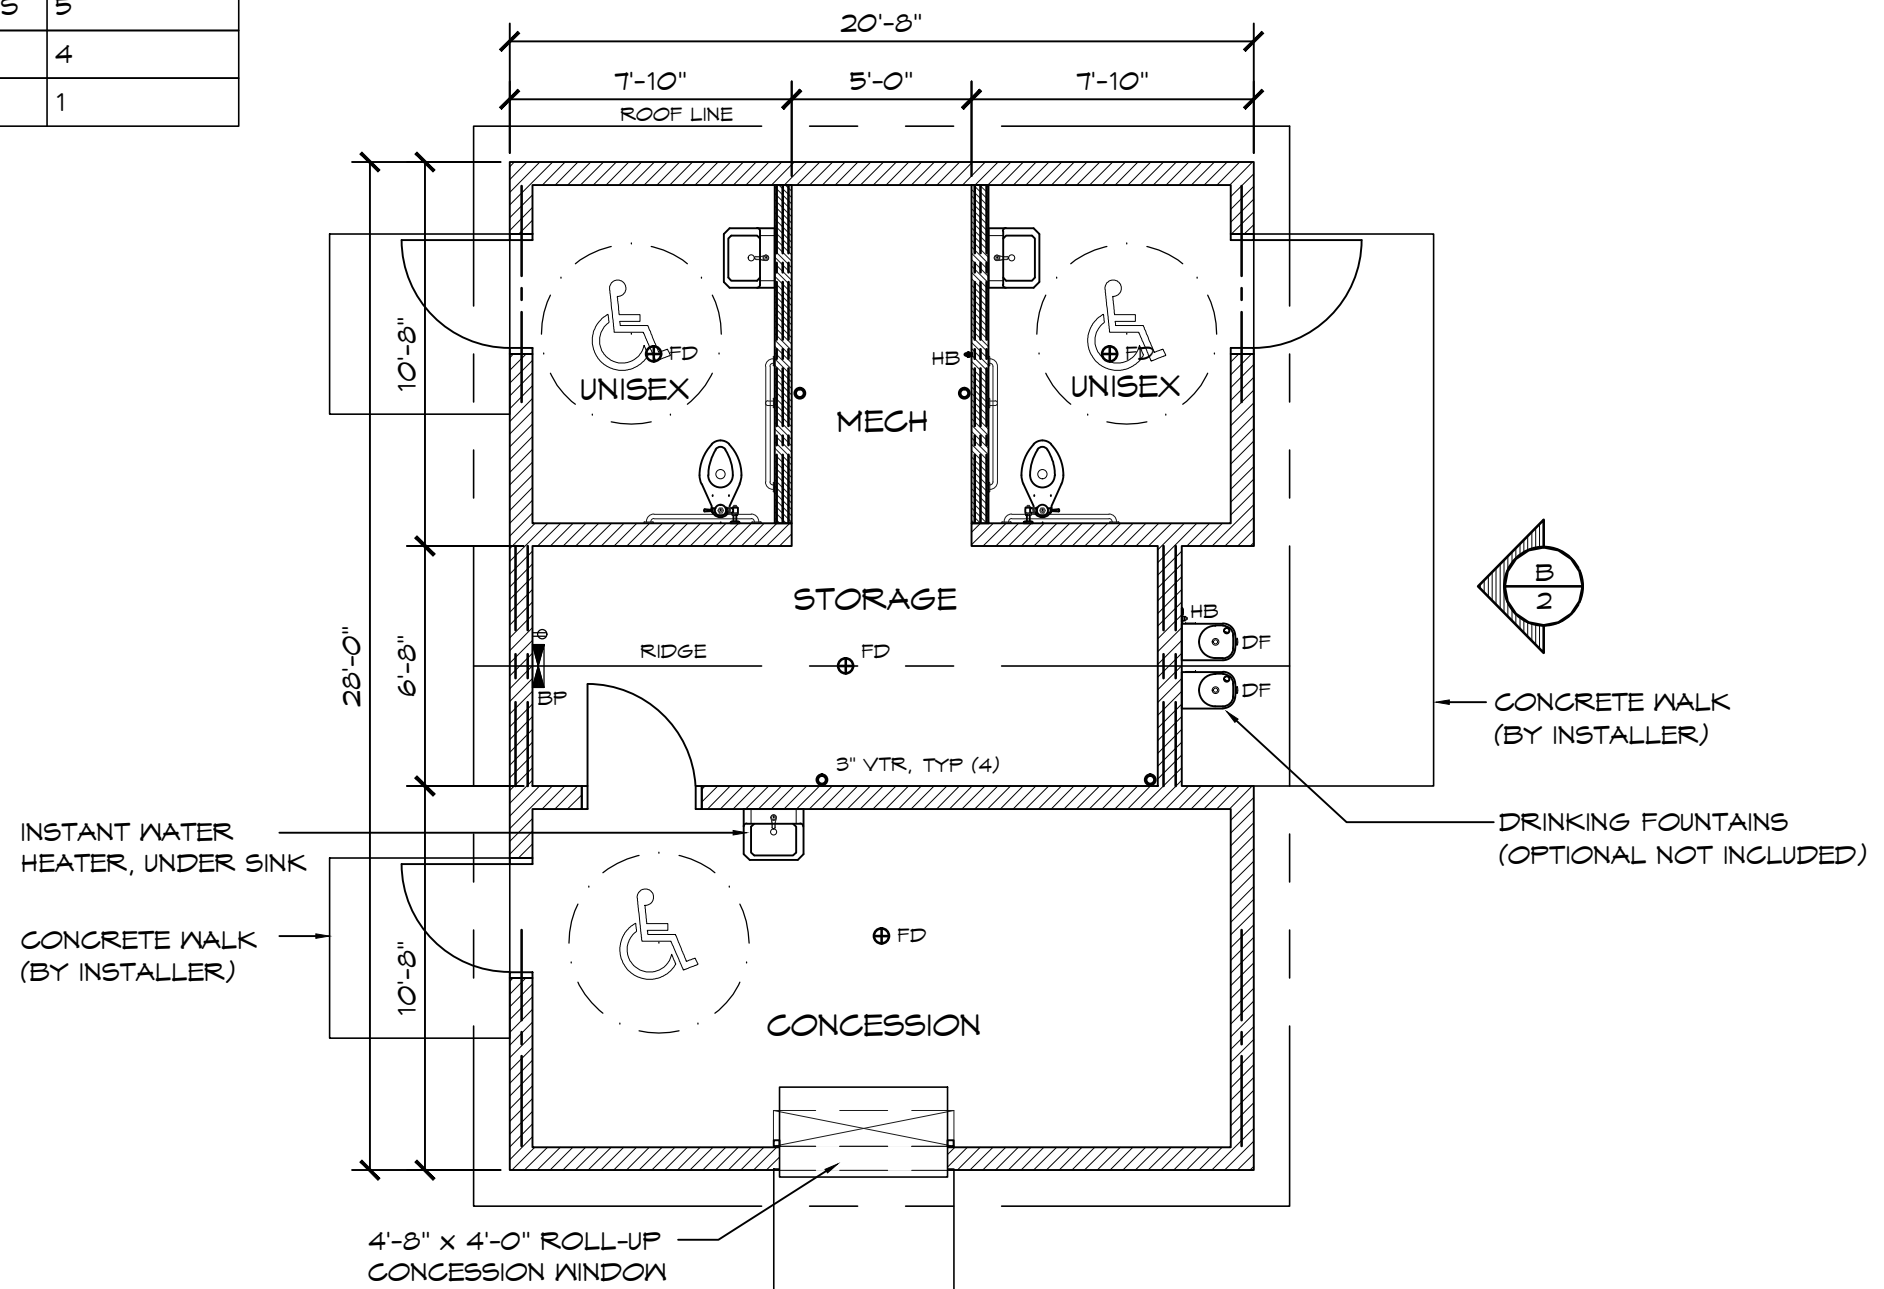 S 5
4
1
20'-8"
7'-10" 5'-0" 7'-10"
ROOF LINE
28'-0"
10'-8"
6'-8"
10'-8"
FD
UNISEX
HB
MECH
FD
UNISEX
STORAGE
RIDGE
FD
BP
3" VTR, TYP (4)
HB
DF
DF
B
2
CONCRETE WALK
(BY INSTALLER)
DRINKING FOUNTAINS
(OPTIONAL NOT INCLUDED)
INSTANT WATER
HEATER, UNDER SINK
CONCRETE WALK
(BY INSTALLER)
FD
CONCESSION
4'-8" x 4'-0" ROLL-UP
CONCESSION WINDOW